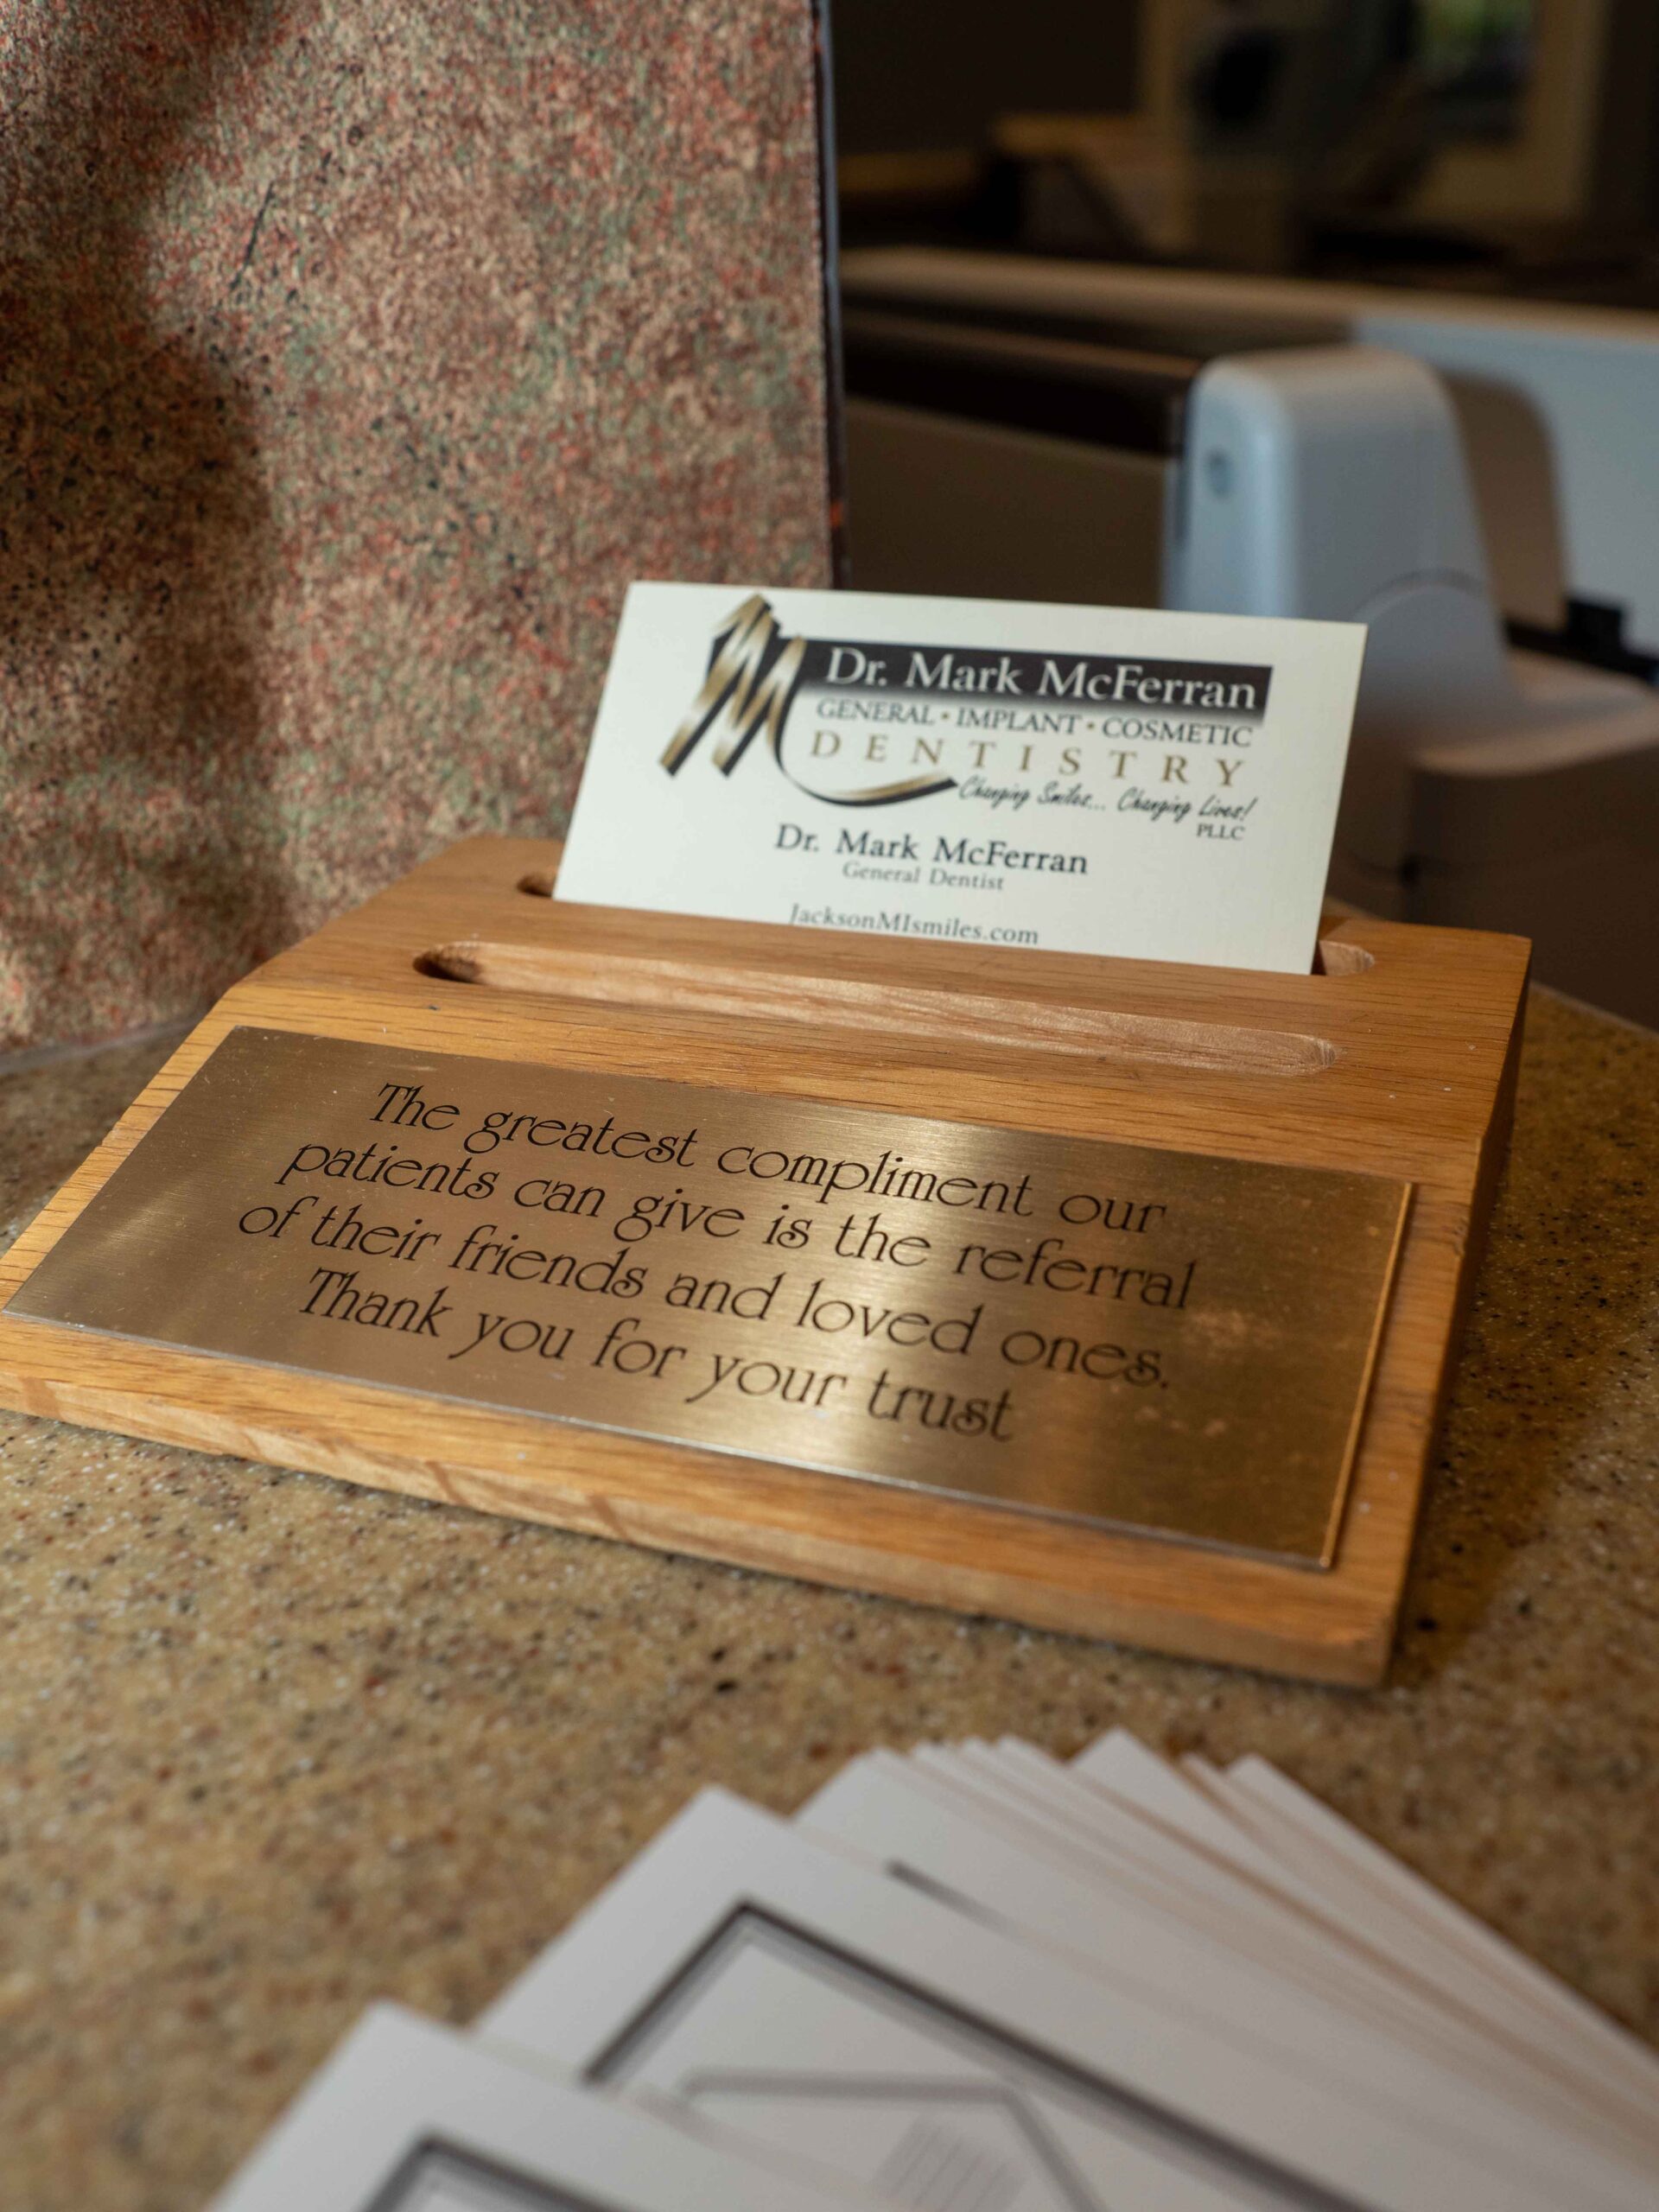 Dr. Mark McFerran
GENERAL • IMPLANT • COSMETIC
DENTISTRY
Changing Smiles... Changing Lives!
PLLC
Dr. Mark McFerran
General Dentist
JacksonMIsmiles.com
The greatest compliment our
patients can give is the referral
of their friends and loved ones.
Thank you for your trust